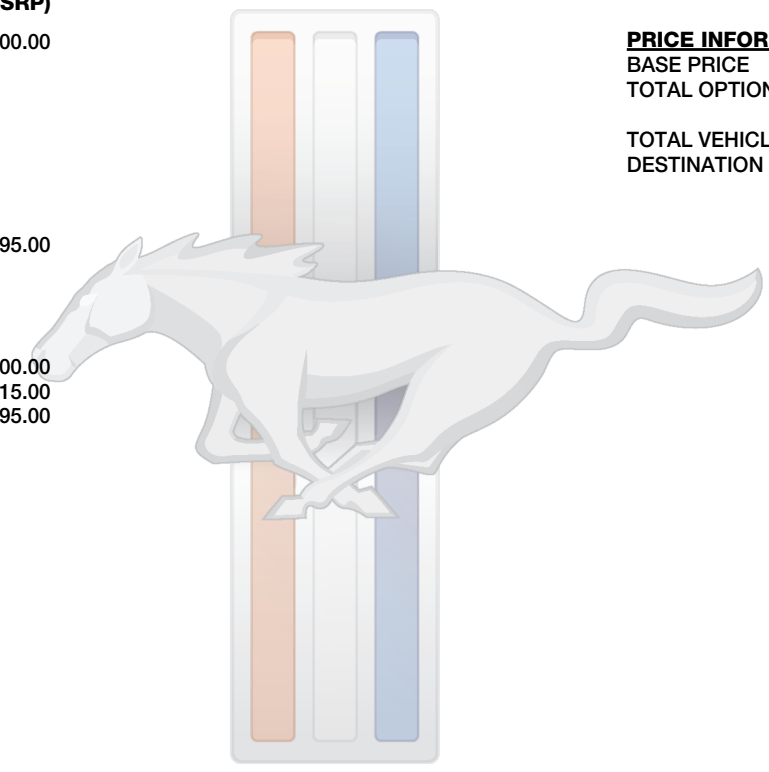 SRP)
00.00
95.00
00.00
15.00
95.00
PRICE INFOR
BASE PRICE
TOTAL OPTION
TOTAL VEHICL
DESTINATION